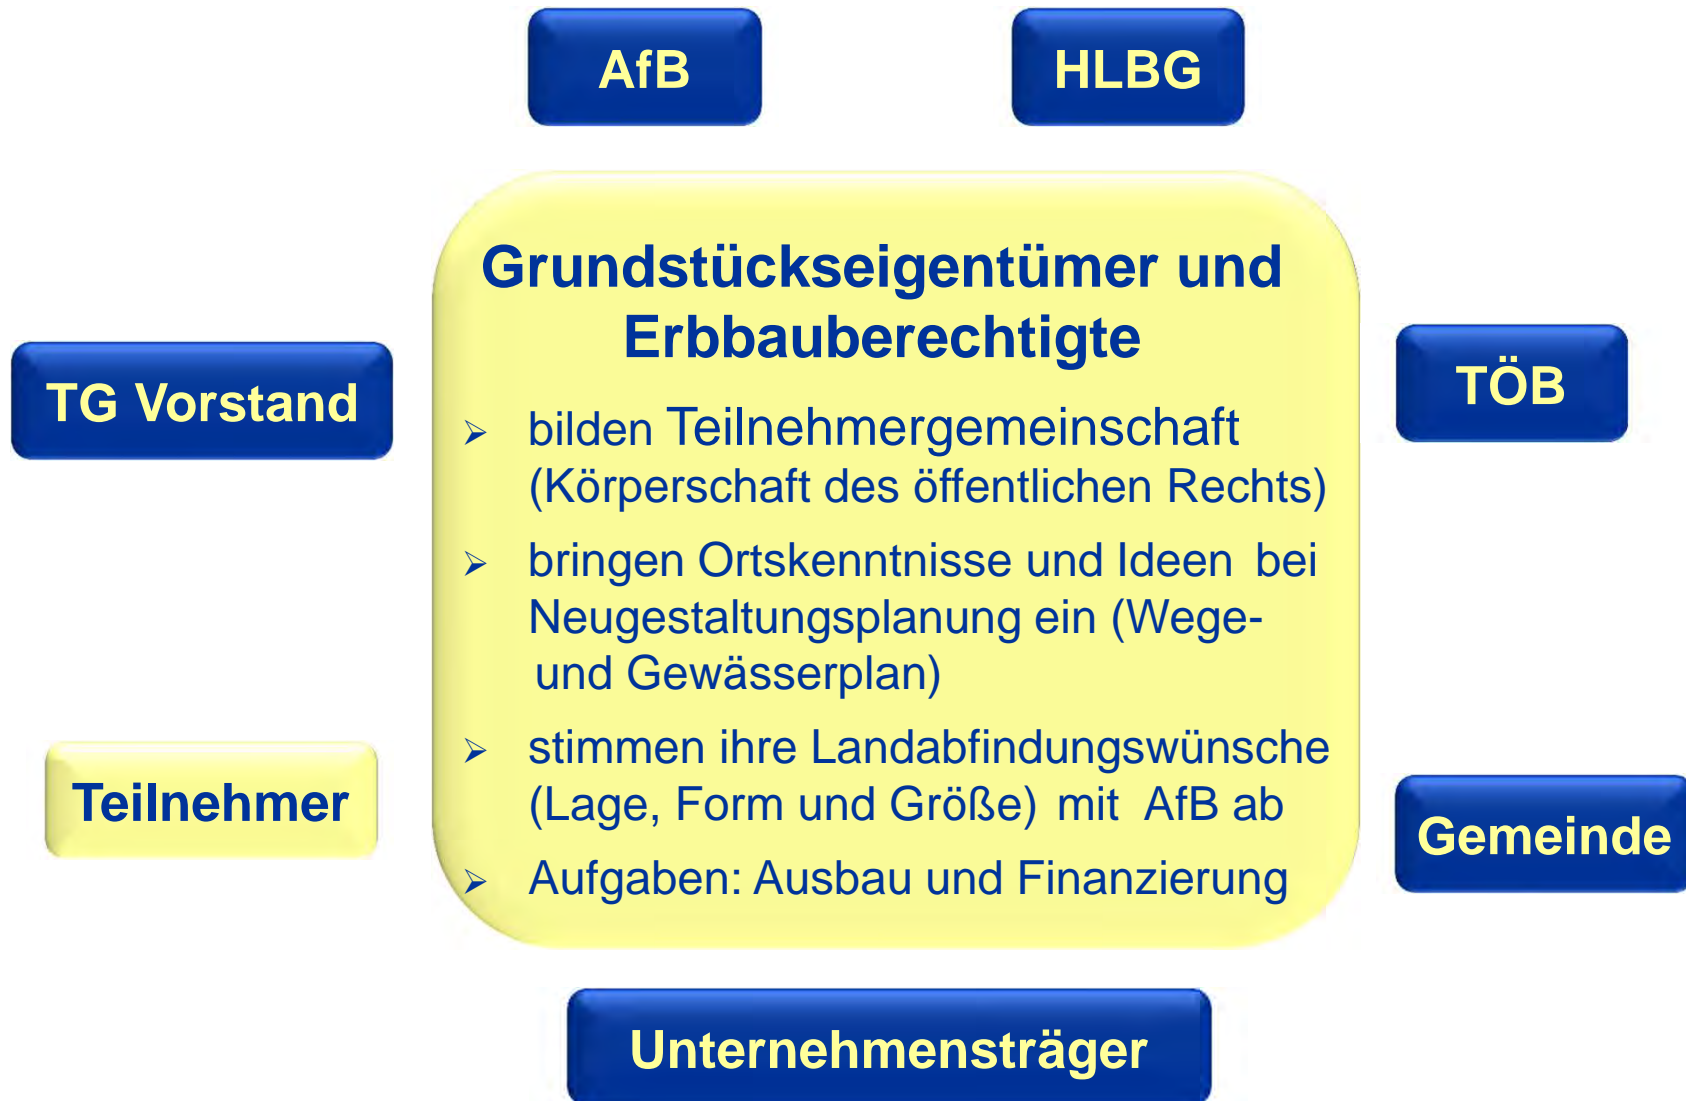 AfB
HLBG
Grundstückseigentümer und
Erbbauberechtigte
TG Vorstand
TÖB
➢ bilden Teilnehmergemeinschaft
(Körperschaft des öffentlichen Rechts)
➢ bringen Ortskenntnisse und Ideen bei
Neugestaltungsplanung ein (Wege-
und Gewässerplan)
➢ stimmen ihre Landabfindungswünsche
(Lage, Form und Größe) mit AfB ab
➢ Aufgaben: Ausbau und Finanzierung
Teilnehmer
Gemeinde
Unternehmensträger